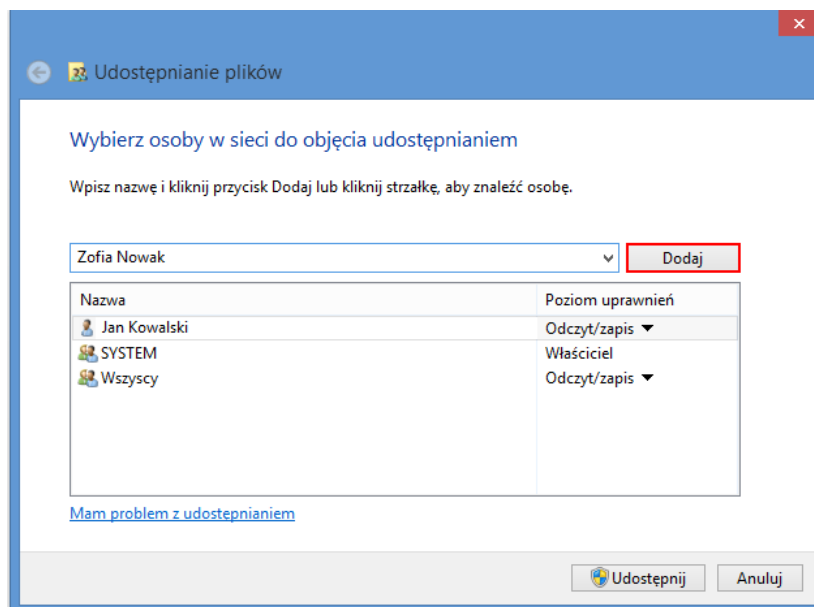 Udostępnianie plików
Wybierz osoby w sieci do objęcia udostępnianiem
Wpisz nazwę i kliknij przycisk Dodaj lub kliknij strzałkę, aby znaleźć osobę.
Zofia Nowak Dodaj
Nazwa Poziom uprawnień
Jan Kowalski Odczyt/zapis
SYSTEM Właściciel
Wszyscy Odczyt/zapis
Mam problem z udostępnianiem
Udostępnij Anuluj